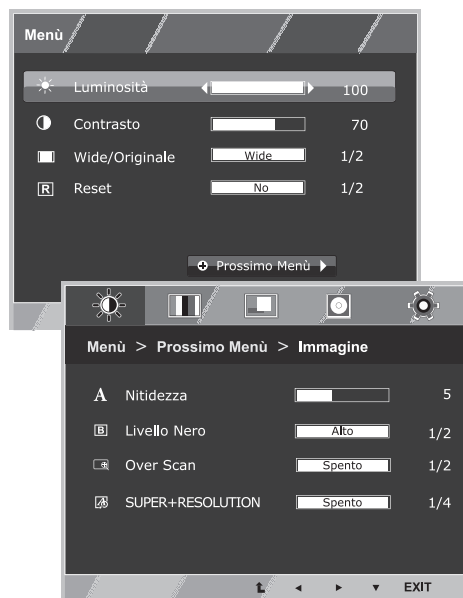 Menù
Luminosità 100
Contrasto 70
Wide/Originale Wide 1/2
R Reset No 1/2
Prossimo Menù
Menù > Prossimo Menù > Immagine
A Nitidezza 5
B Livello Nero Alto 1/2
Over Scan Spento 1/2
SUPER+RESOLUTION Spento 1/4
EXIT